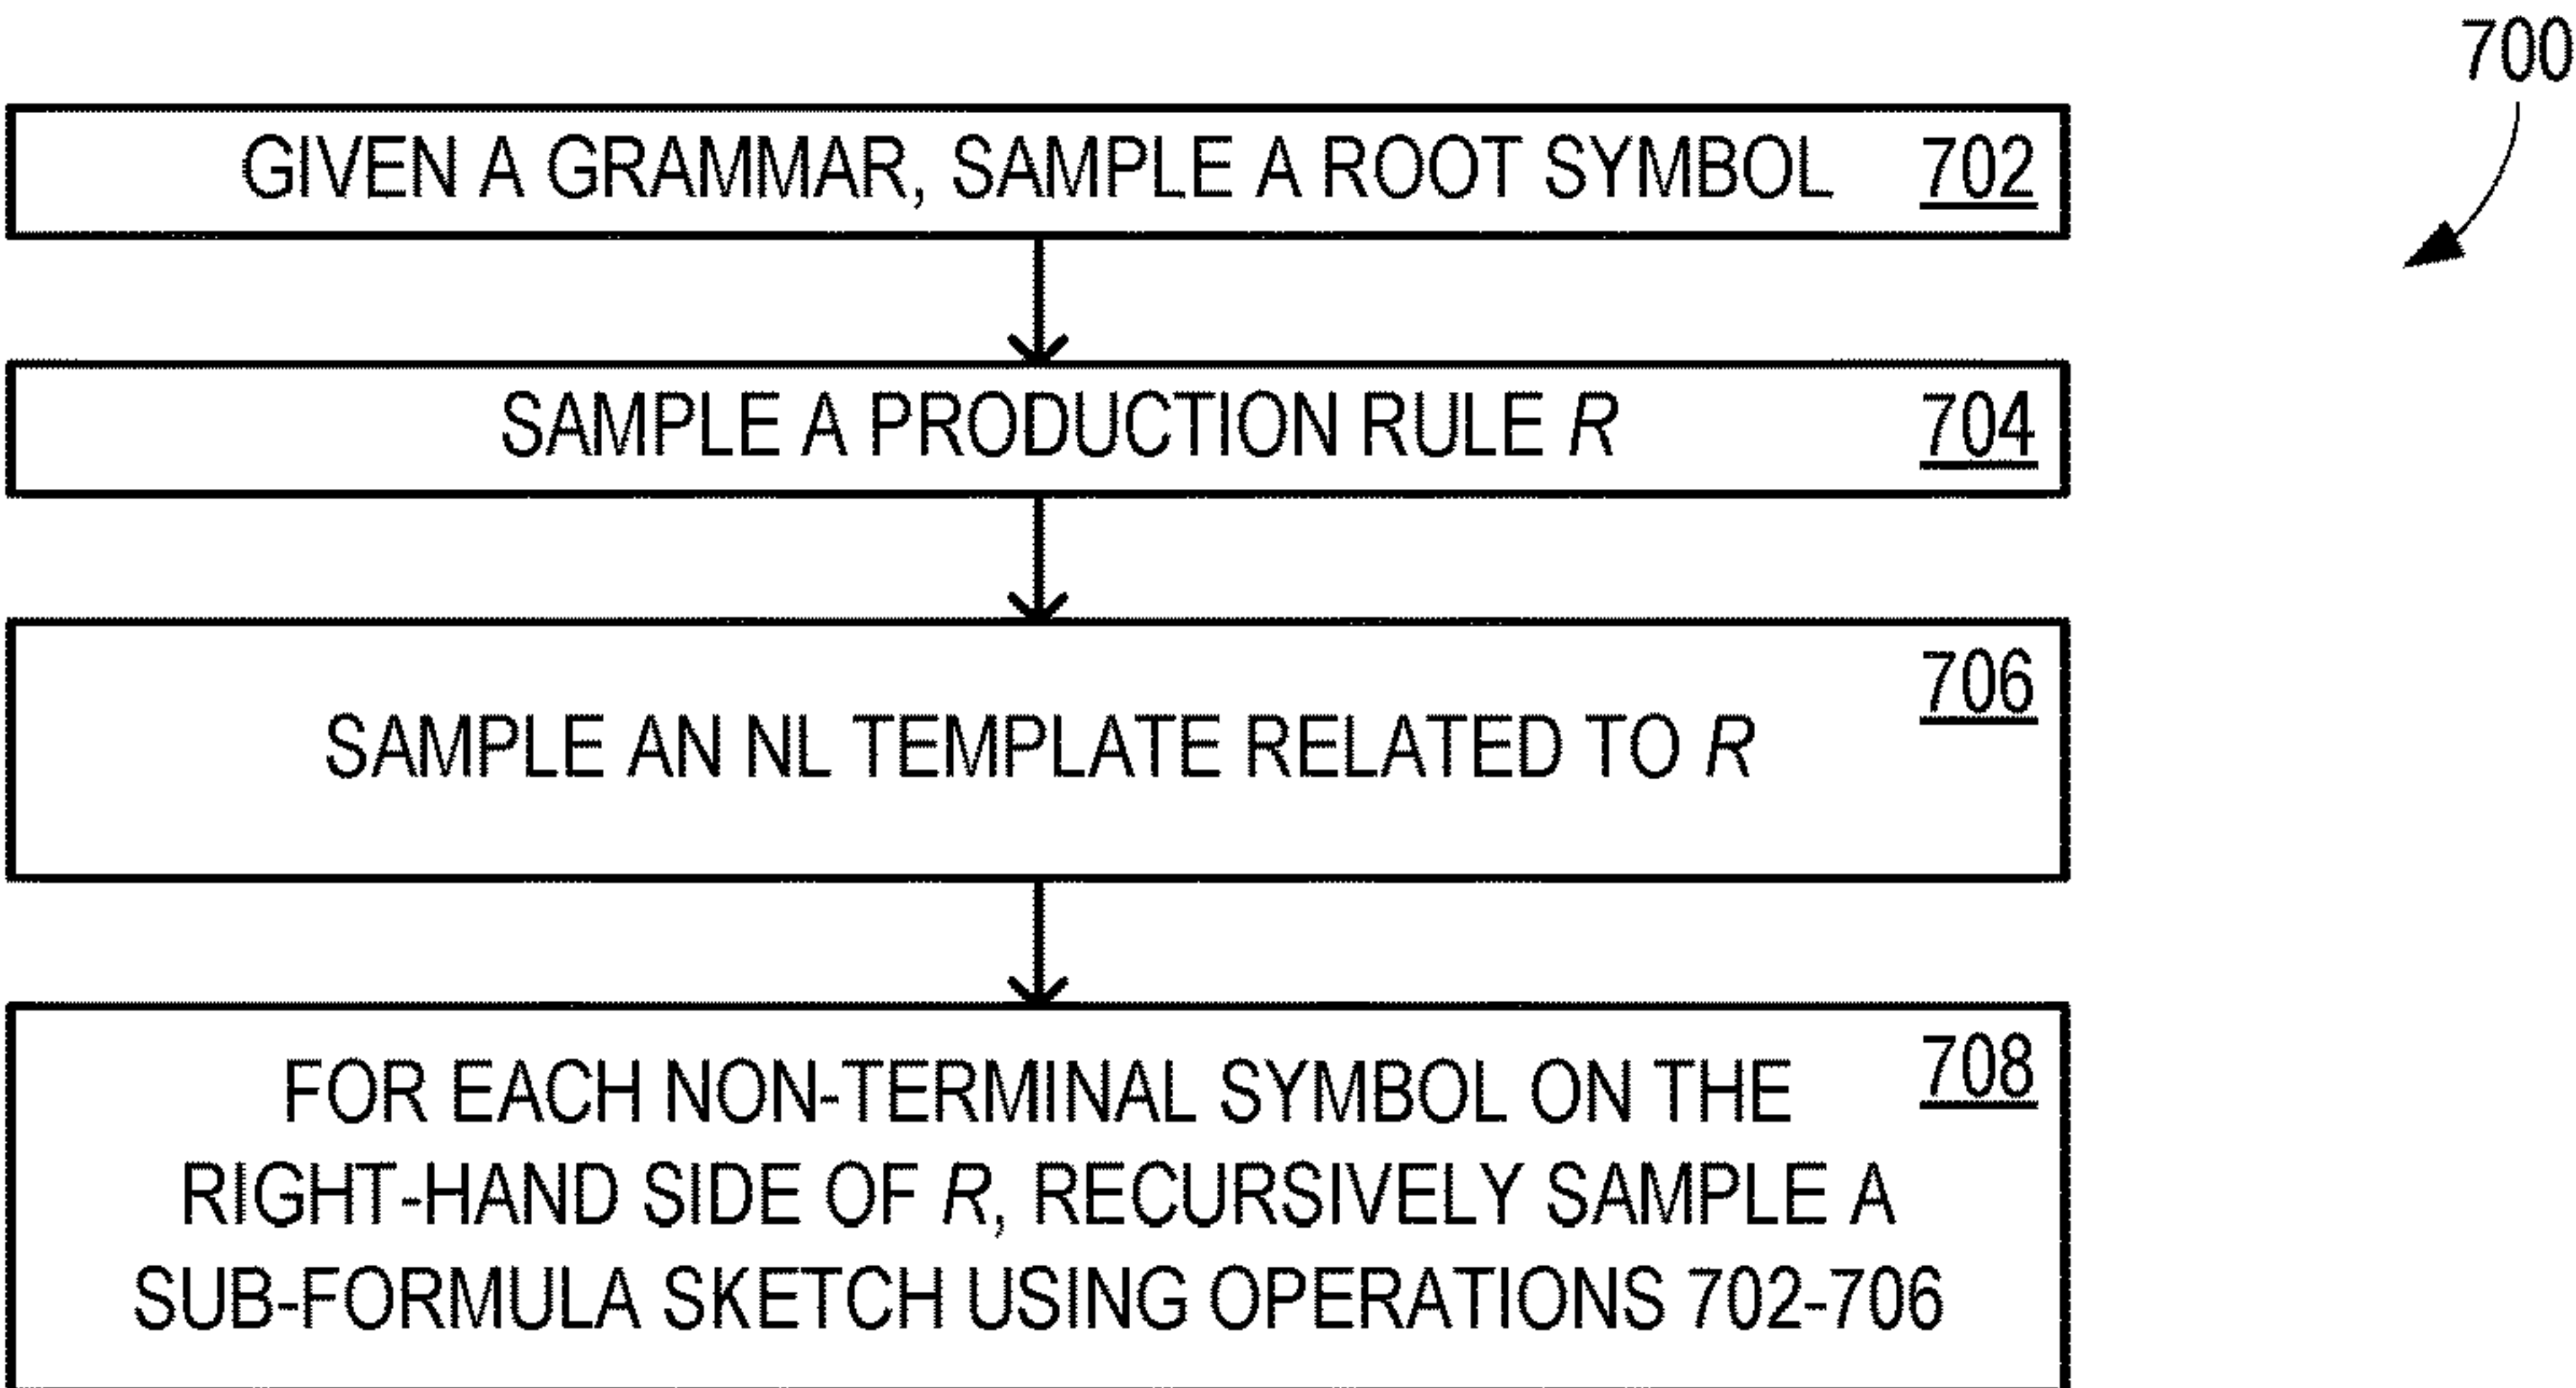 700
GIVEN A GRAMMAR, SAMPLE A ROOT SYMBOL 702
SAMPLE A PRODUCTION RULE R 704
706
SAMPLE AN NL TEMPLATE RELATED TO R
FOR EACH NON-TERMINAL SYMBOL ON THE 708
RIGHT-HAND SIDE OF R, RECURSIVELY SAMPLE A
SUB-FORMULA SKETCH USING OPERATIONS 702-706